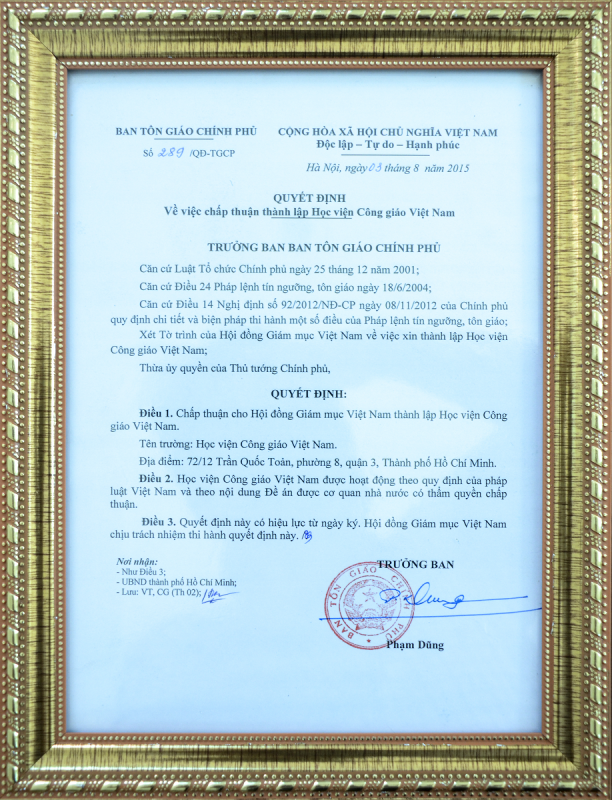 BAN TÔN GIÁO CHÍNH PHỦ
Số 289 /QĐ-TGCP
CỘNG HÒA XÃ HỘI CHỦ NGHĨA VIỆT NAM
Độc lập – Tự do – Hạnh phúc
Hà Nội, ngày 03 tháng 8 năm 2015
QUYẾT ĐỊNH
Về việc chấp thuận thành lập Học viện Công giáo Việt Nam
TRƯỞNG BAN BAN TÔN GIÁO CHÍNH PHỦ
Căn cứ Luật Tổ chức Chính phủ ngày 25 tháng 12 năm 2001;
Căn cứ Điều 24 Pháp lệnh tín ngưỡng, tôn giáo ngày 18/6/2004;
Căn cứ Điều 14 Nghị định số 92/2012/NĐ-CP ngày 08/11/2012 của Chính phủ
quy định chi tiết và biện pháp thi hành một số điều của Pháp lệnh tín ngưỡng, tôn giáo;
Xét Tờ trình của Hội đồng Giám mục Việt Nam về việc xin thành lập Học viện
Công giáo Việt Nam;
Thừa ủy quyền của Thủ tướng Chính phủ,
QUYẾT ĐỊNH:
Điều 1. Chấp thuận cho Hội đồng Giám mục Việt Nam thành lập Học viện Công
giáo Việt Nam.
Tên trường: Học viện Công giáo Việt Nam.
Địa điểm: 72/12 Trần Quốc Toản, phường 8, quận 3, Thành phố Hồ Chí Minh.
Điều 2. Học viện Công giáo Việt Nam được hoạt động theo quy định của pháp
luật Việt Nam và theo nội dung Đề án được cơ quan nhà nước có thẩm quyền chấp
thuận.
Điều 3. Quyết định này có hiệu lực từ ngày ký. Hội đồng Giám mục Việt Nam
chịu trách nhiệm thi hành quyết định này.
Nơi nhận:
- Như Điều 3;
- UBND thành phố Hồ Chí Minh;
- Lưu: VT, CG (Th 02);
TRƯỞNG BAN
BAN TÔN GIÁO CHÍNH PHỦ
Phạm Dũng